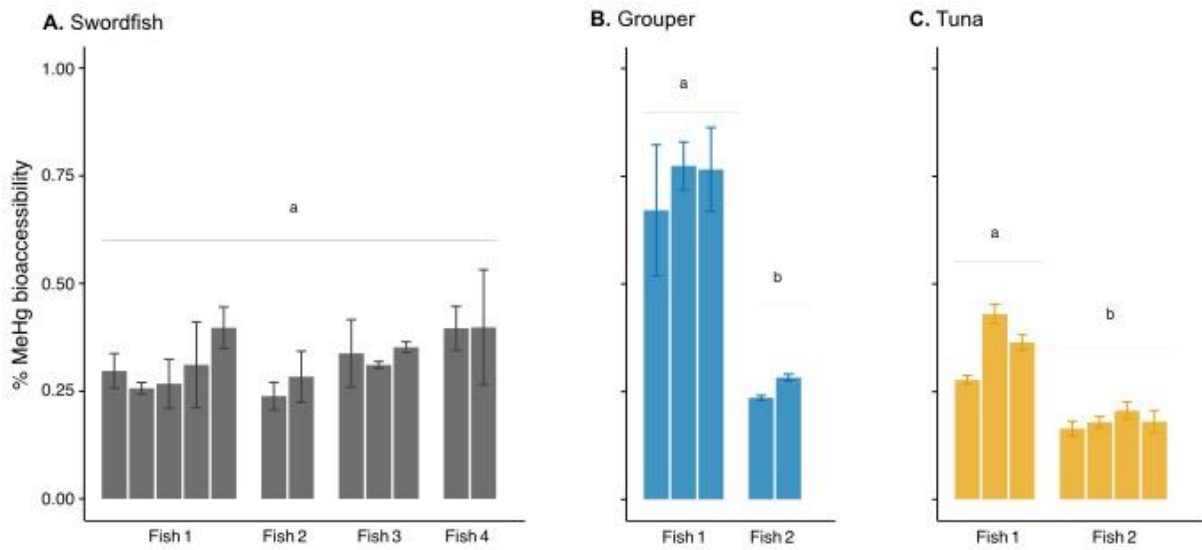 A. Swordfish
B. Grouper
C. Tuna
% MeHg bioaccessibility
1.00
0.75
0.50
0.25
0.00
a
a
b
a
b
Fish 1
Fish 2
Fish 3
Fish 4
Fish 1
Fish 2
Fish 1
Fish 2